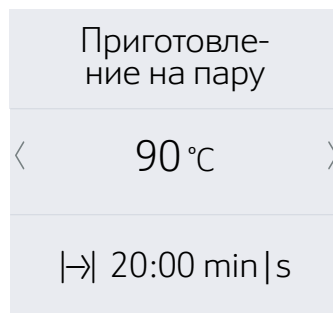 Приготовле-
ние на пару
90 °C
|→| 20:00 min|s